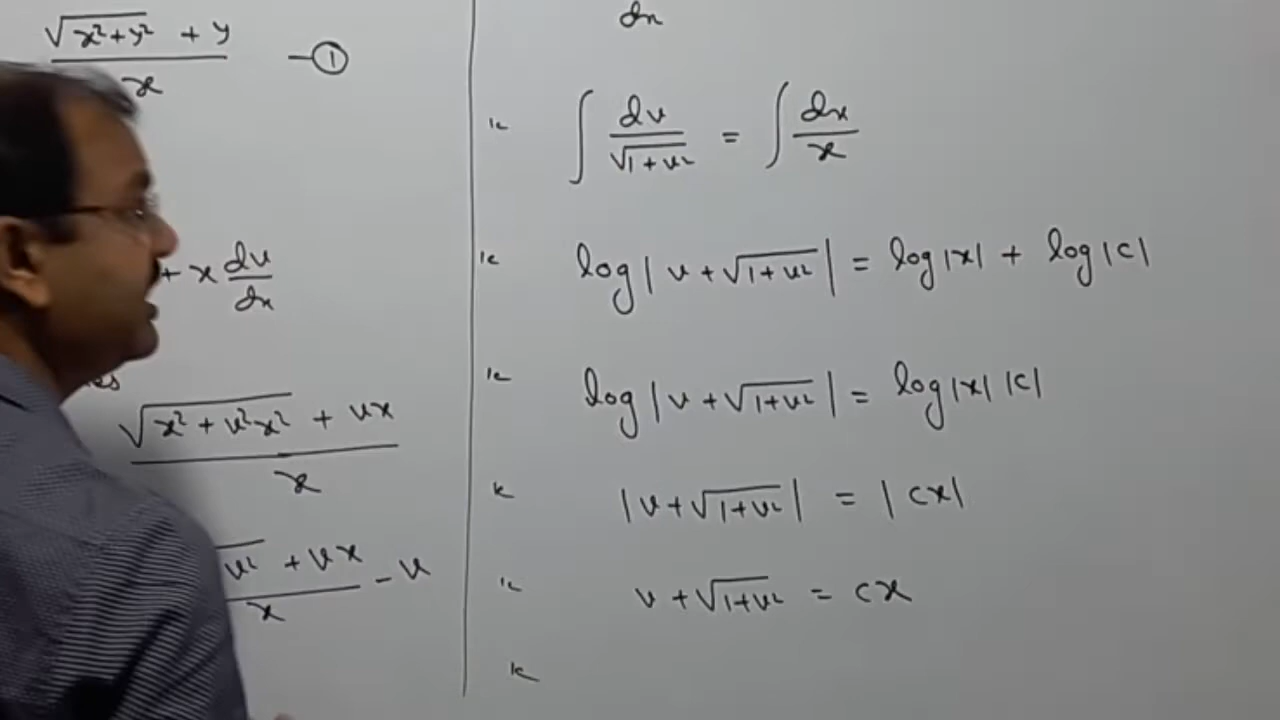 √(x²+y²) + y / x —①
+ x dv/dx
√(x² + v²x²) + vx / x
v² + vx / x - v
dx
∫ dv/√(1+v²) = ∫ dx/x
log| v + √(1+v²) | = log|x| + log|c|
log| v + √(1+v²) | = log|x| |c|
|v+√(1+v²)| = |cx|
v + √(1+v²) = cx